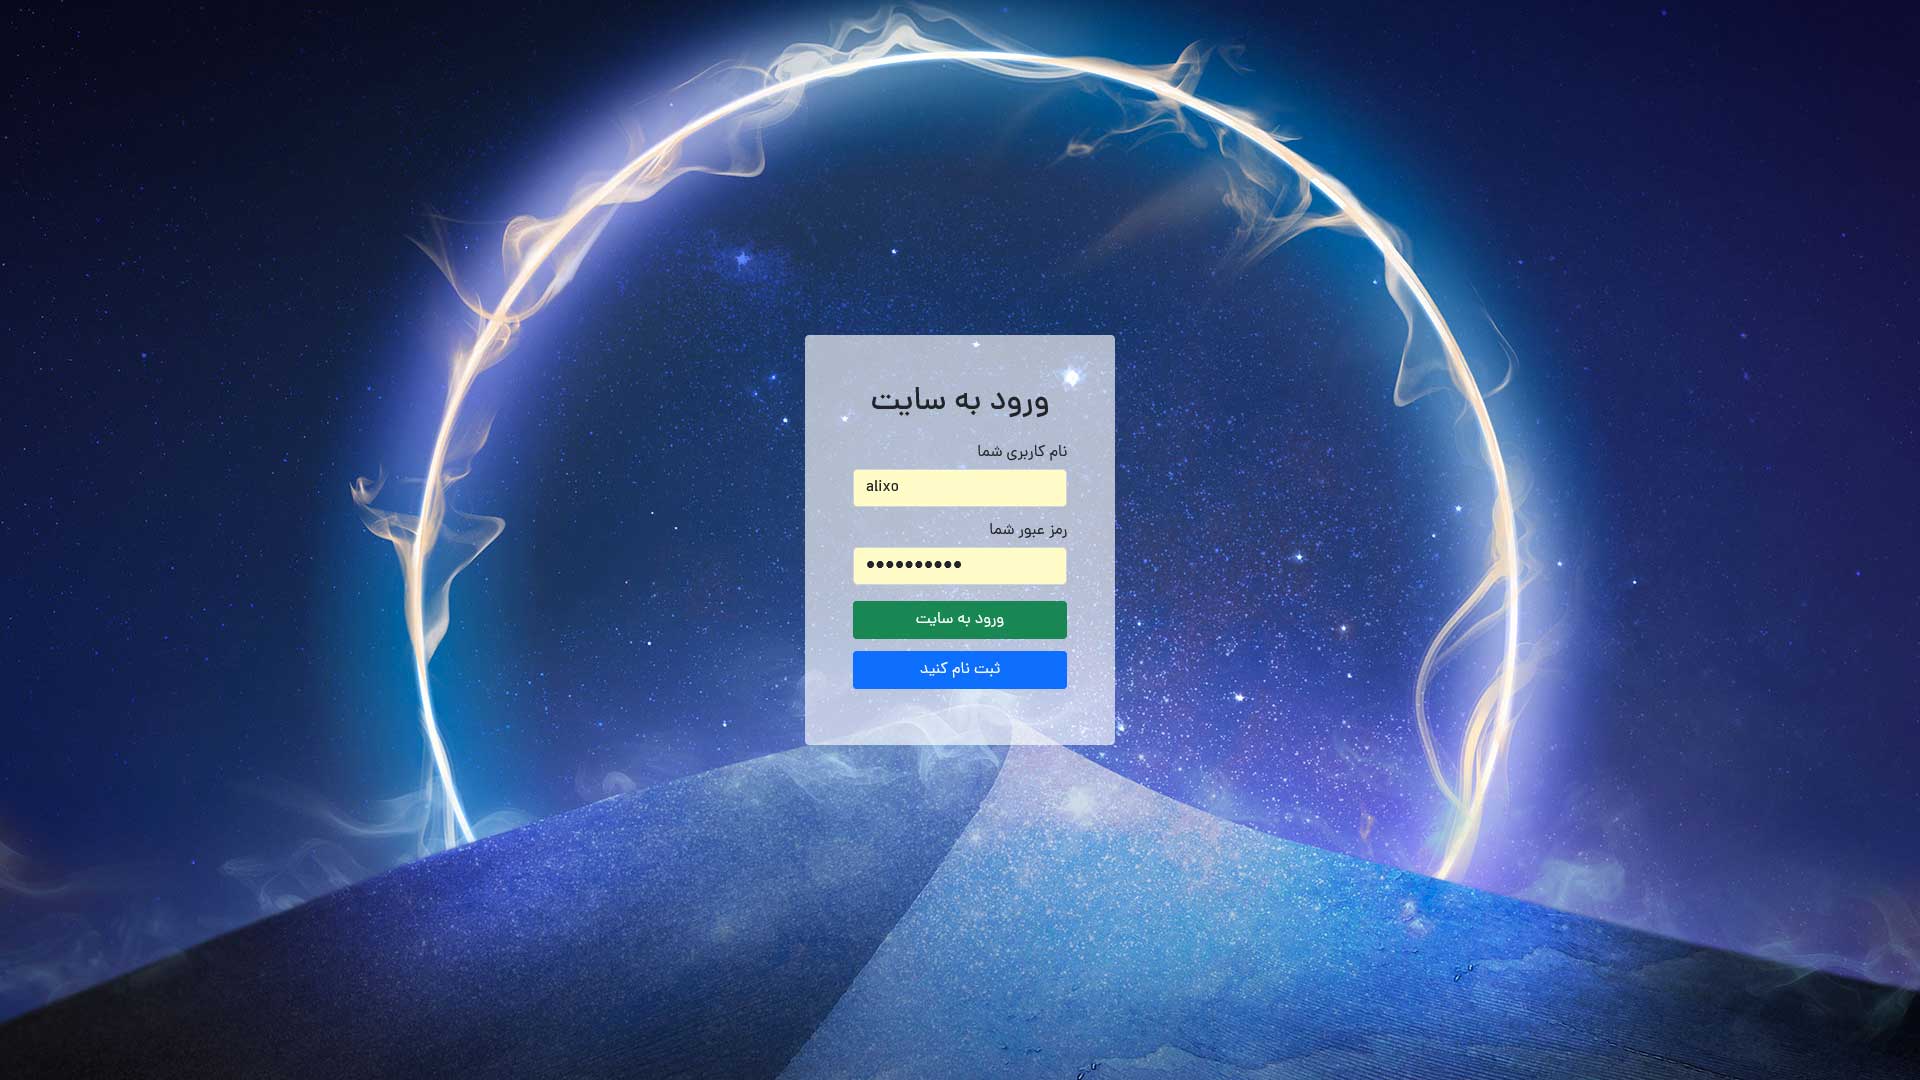 ورود به سایت
نام کاربری شما
alixo
رمز عبور شما
••••••••••
ورود به سایت
ثبت نام کنید